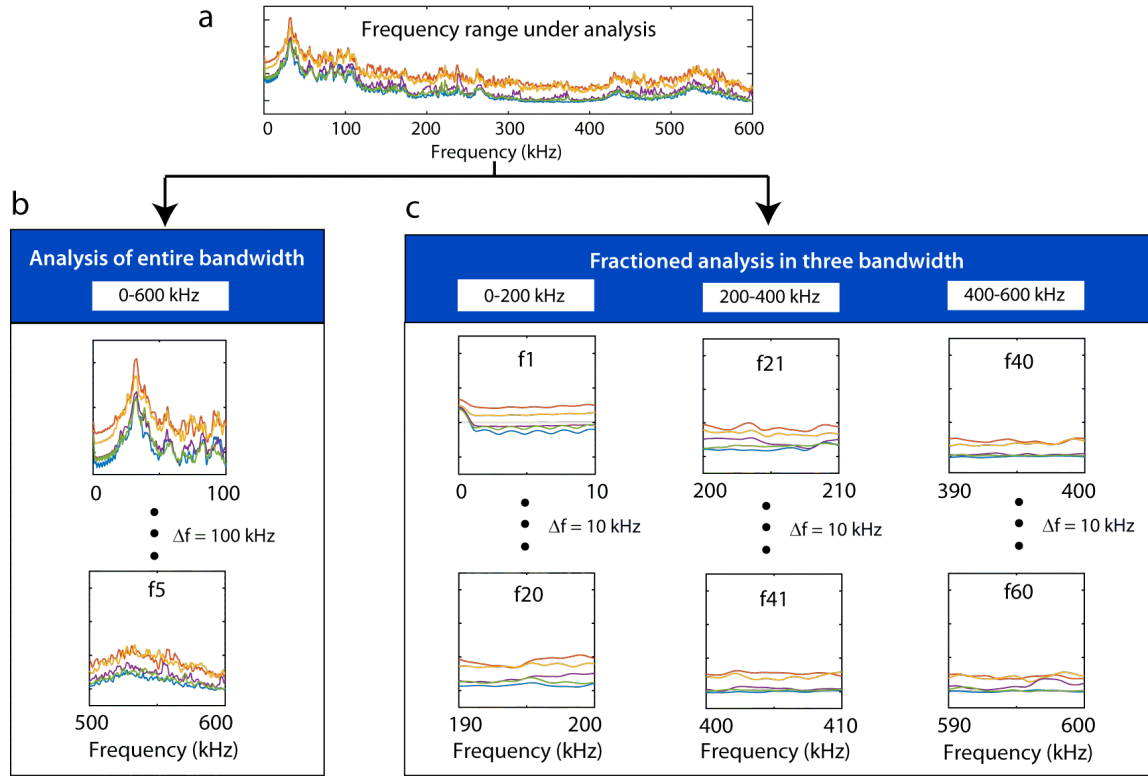 a
Frequency range under analysis
0 100 200 300 400 500 600
Frequency (kHz)
b
Analysis of entire bandwidth
0-600 kHz
0 100
Δf = 100 kHz
f5
500 600
Frequency (kHz)
c
Fractioned analysis in three bandwidth
0-200 kHz 200-400 kHz 400-600 kHz
f1 f21 f40
0 10 200 210 390 400
Δf = 10 kHz Δf = 10 kHz Δf = 10 kHz
f20 f41 f60
190 200 400 410 590 600
Frequency (kHz) Frequency (kHz) Frequency (kHz)